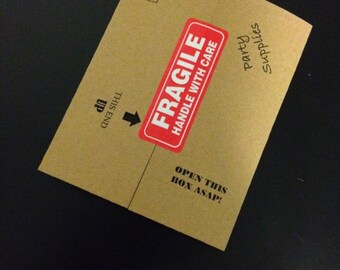 FRAGILE
HANDLE WITH CARE
Party
Supplies
THIS END
UP
OPEN THIS
BOX ASAP!